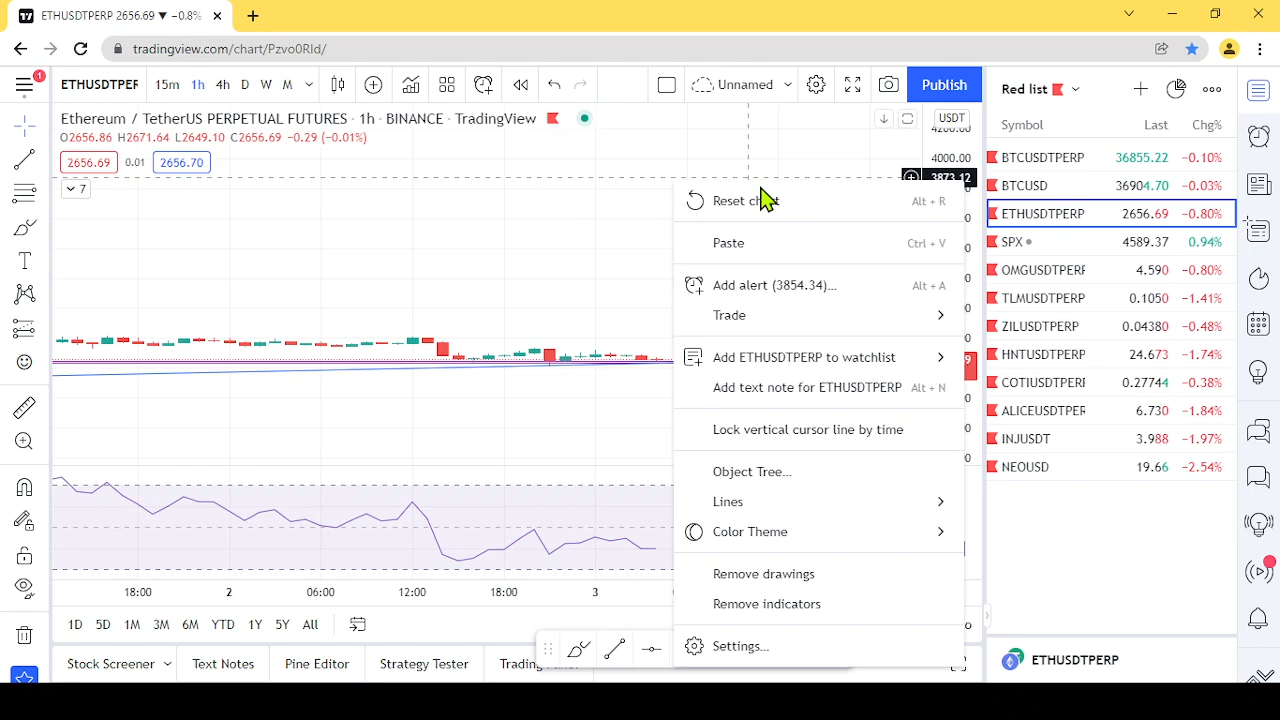 ETHUSDTPERP 2656.69 ▼ −0.8%
tradingview.com/chart/Pzvo0RId/
1
ETHUSDTPER 15m 1h 4h D W M Unnamed Publish
Red list
Ethereum / TetherUS PERPETUAL FUTURES · 1h · BINANCE · TradingView
USDT
O2656.86 H2671.64 L2649.10 C2656.69 −0.29 (−0.01%)
2656.69 0.01 2656.70
7
4200.00
4000.00
3873.12
Reset chart Alt + R
Paste Ctrl + V
Add alert (3854.34)... Alt + A
Trade
Add ETHUSDTPERP to watchlist
Add text note for ETHUSDTPERP Alt + N
Lock vertical cursor line by time
Object Tree...
Lines
Color Theme
Remove drawings
Remove indicators
Settings...
18:00 2 06:00 12:00 18:00 3
1D 5D 1M 3M 6M YTD 1Y 5Y All
Stock Screener Text Notes Pine Editor Strategy Tester Trading Panel
Symbol Last Chg%
BTCUSDTPERP 36855.22 −0.10%
BTCUSD 36904.70 −0.03%
ETHUSDTPERP 2656.69 −0.80%
SPX 4589.37 0.94%
OMGUSDTPERP 4.590 −0.80%
TLMUSDTPERP 0.1050 −1.41%
ZILUSDTPERP 0.04380 −0.48%
HNTUSDTPERP 24.673 −1.74%
COTIUSDTPERF 0.27744 −0.38%
ALICEUSDTPER 6.730 −1.84%
INJUSDT 3.988 −1.97%
NEOUSD 19.66 −2.54%
ETHUSDTPERP